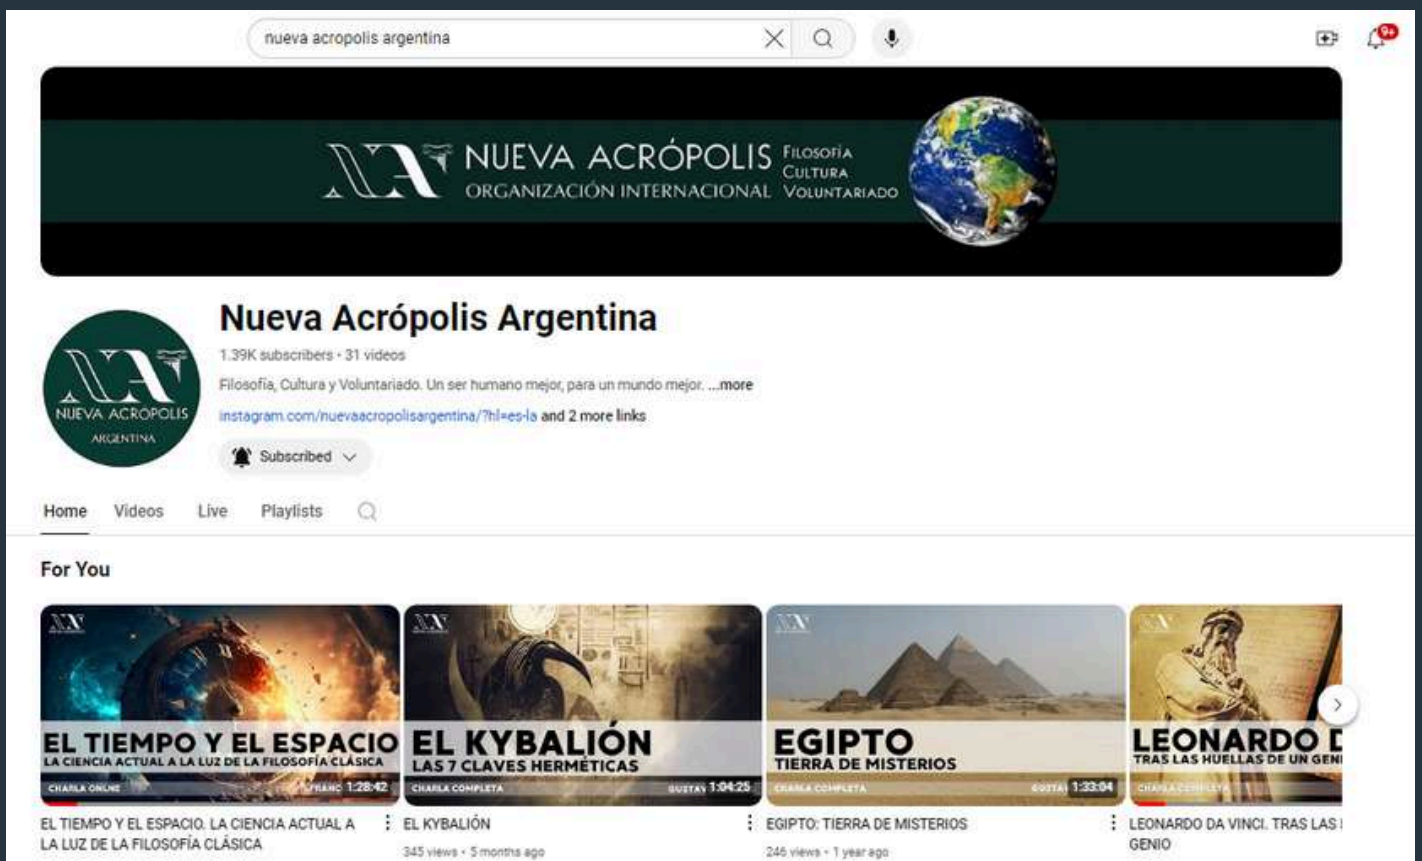 nueva acropolis argentina
9+
NUEVA ACRÓPOLIS
ORGANIZACIÓN INTERNACIONAL
FILOSOFÍA
CULTURA
VOLUNTARIADO
NUEVA ACRÓPOLIS
ARGENTINA
Nueva Acrópolis Argentina
1.39K subscribers • 31 videos
Filosofía, Cultura y Voluntariado. Un ser humano mejor, para un mundo mejor. ...more
instagram.com/nuevaacropolisargentina/?hl=es-la and 2 more links
Subscribed
Home Videos Live Playlists
For You
EL TIEMPO Y EL ESPACIO
LA CIENCIA ACTUAL A LA LUZ DE LA FILOSOFÍA CLÁSICA
CHARLA ONLINE
1:28:42
EL TIEMPO Y EL ESPACIO. LA CIENCIA ACTUAL A
LA LUZ DE LA FILOSOFÍA CLÁSICA
EL KYBALIÓN
LAS 7 CLAVES HERMÉTICAS
CHARLA COMPLETA
1:04:25
EL KYBALIÓN
345 views • 5 months ago
EGIPTO
TIERRA DE MISTERIOS
CHARLA COMPLETA
1:33:04
EGIPTO: TIERRA DE MISTERIOS
246 views • 1 year ago
LEONARDO
TRAS LAS HUELLAS DE UN
CHARLA COMPLETA
LEONARDO DA VINCI. TRAS LAS
GENIO